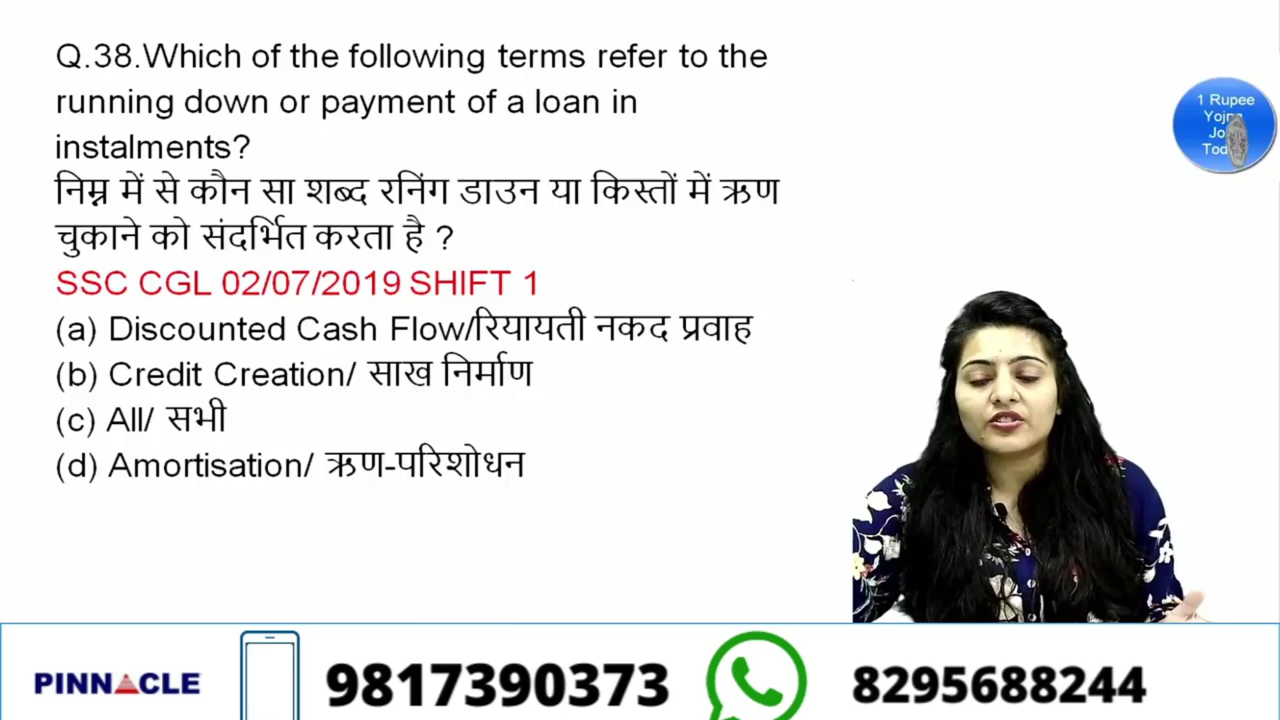 Q.38.Which of the following terms refer to the
running down or payment of a loan in
instalments?
निम्न में से कौन सा शब्द रनिंग डाउन या किस्तों में ऋण
चुकाने को संदर्भित करता है ?
SSC CGL 02/07/2019 SHIFT 1
(a) Discounted Cash Flow/रियायती नकद प्रवाह
(b) Credit Creation/ साख निर्माण
(c) All/ सभी
(d) Amortisation/ ऋण-परिशोधन
1 Rupee
PINNACLE
9817390373
8295688244